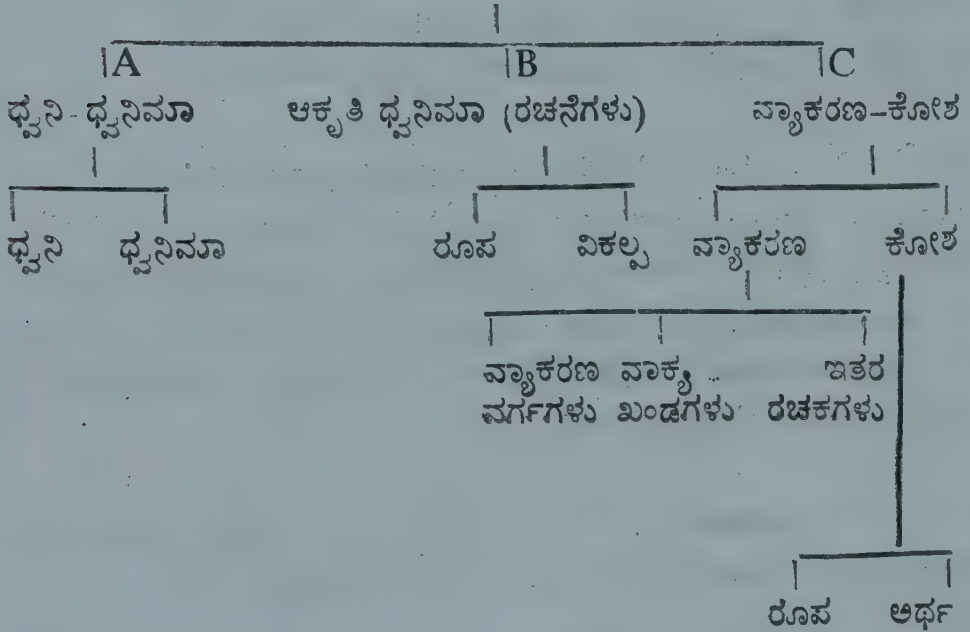 A B C
ಧ್ವನಿ-ಧ್ವನಿಮಾ ಆಕೃತಿ ಧ್ವನಿಮಾ (ರಚನೆಗಳು) ವ್ಯಾಕರಣ-ಕೋಶ
ಧ್ವನಿ ಧ್ವನಿಮಾ ರೂಪ ವಿಕಲ್ಪ ವ್ಯಾಕರಣ ಕೋಶ
ವ್ಯಾಕರಣ ವಾಕ್ಯ ಇತರ
ವರ್ಗಗಳು ಖಂಡಗಳು ರಚಕಗಳು
ರೂಪ ಅರ್ಥ